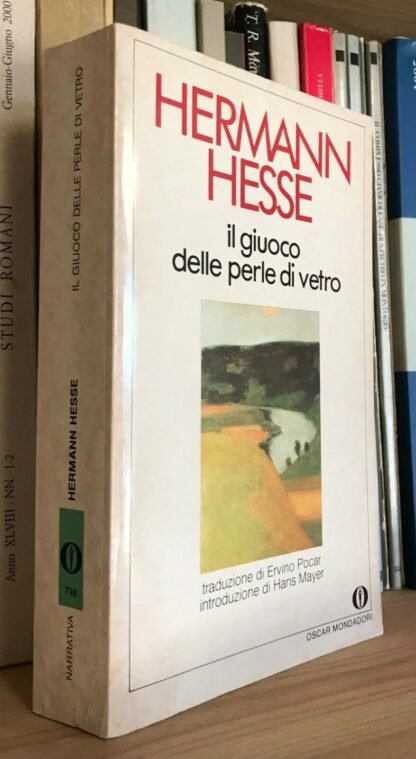 HERMANN
HESSE
il giuoco
delle perle di vetro
traduzione di Ervino Pocar
introduzione di Hans Mayer
OSCAR MONDADORI
IL GIUOCO DELLE PERLE DI VETRO
HERMANN HESSE
719
NARRATIVA
Gennaio-Giugno 2000
STUDI ROMANI
Anno XLVIII - NN. 1-2
T. R.